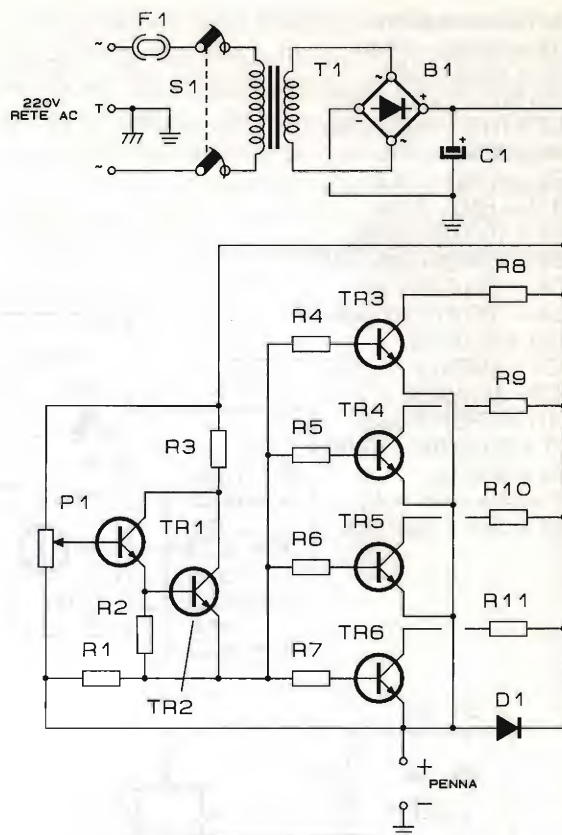 F1
S1
T1
B1
220V
RETE AC
~
T
~
~
~
+
-
+
C1
R8
TR3
R4
R9
TR4
R3
R5
R10
P1
TR1
TR5
R6
R11
R2
TR6
R1
R7
TR2
D1
+
PENNA
-